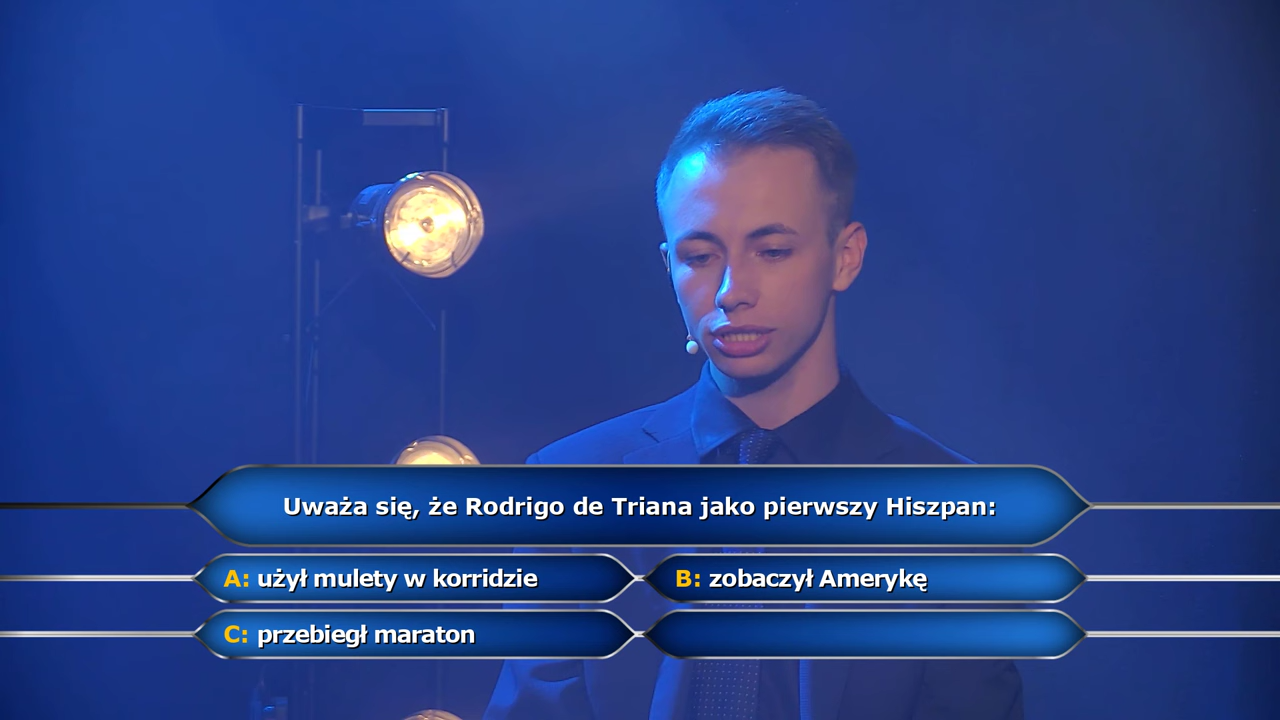 Uważa się, że Rodrigo de Triana jako pierwszy Hiszpan:
A: użył mulety w korridzie
B: zobaczył Amerykę
C: przebiegł maraton